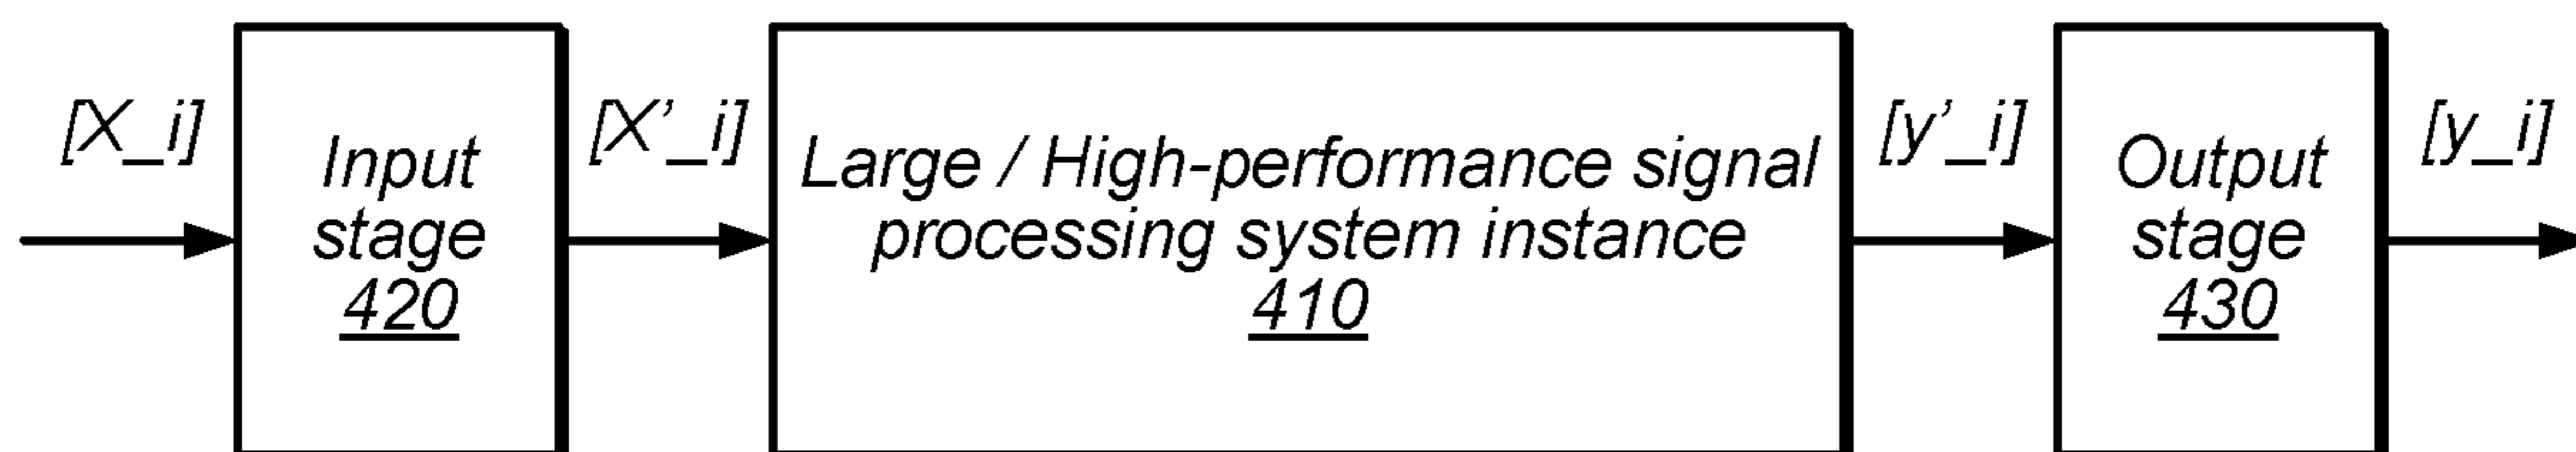 [X_i]
Input
stage
420
[X’_i]
Large / High-performance signal
processing system instance
410
[y’_i]
Output
stage
430
[y_i]